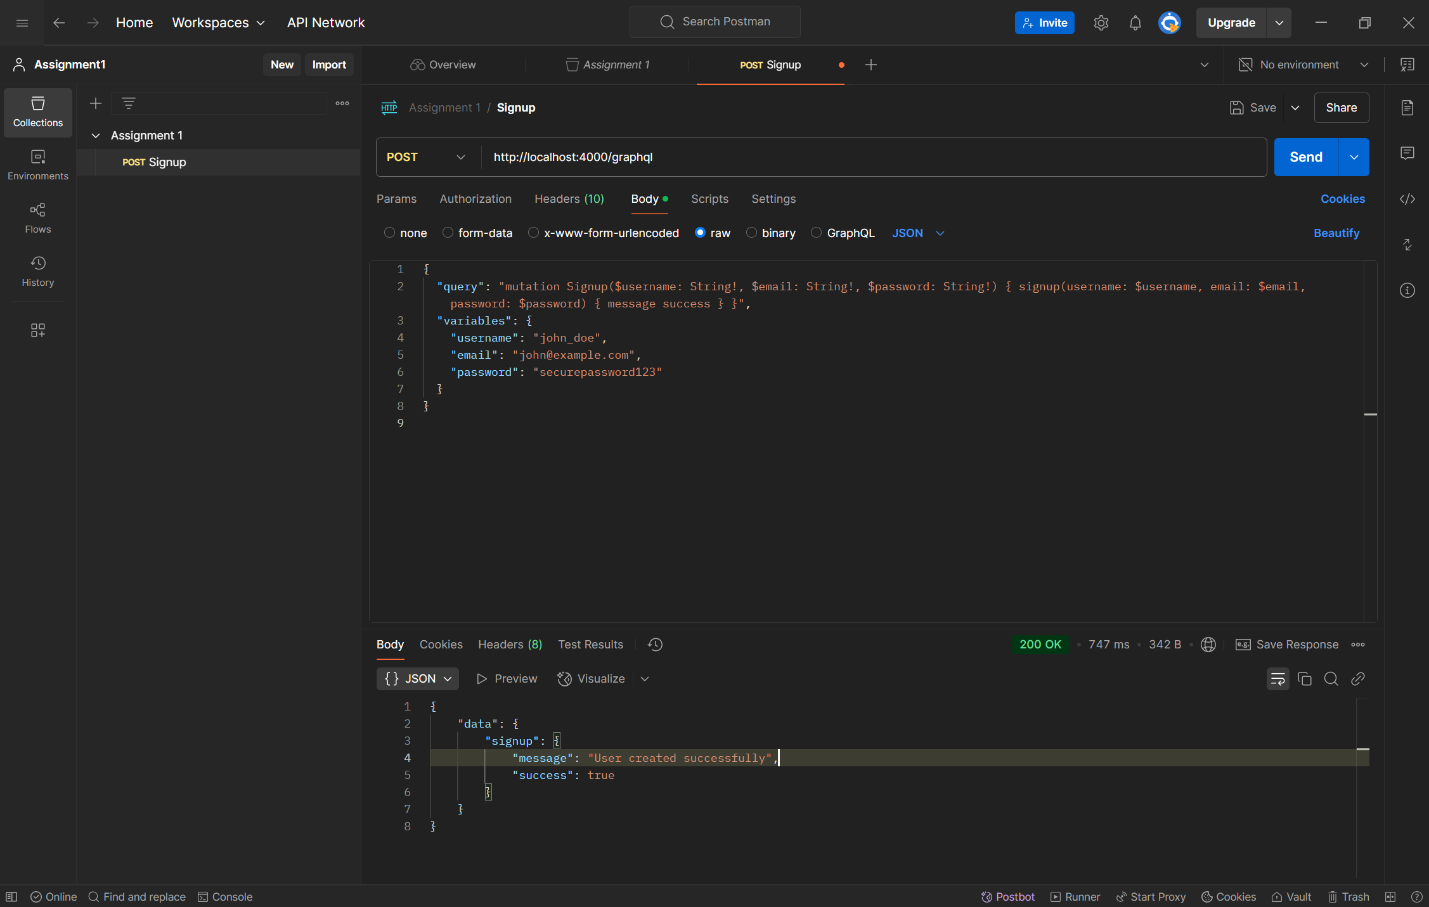 Home Workspaces API Network Search Postman Invite Upgrade
Assignment1 New Import Overview Assignment 1 POST Signup No environment
Collections
Environments
Flows
History
Assignment 1
POST Signup
HTTP Assignment 1 / Signup Save Share
POST http://localhost:4000/graphql Send
Params Authorization Headers (10) Body Scripts Settings Cookies
none form-data x-www-form-urlencoded raw binary GraphQL JSON Beautify
1 {
2 "query": "mutation Signup($username: String!, $email: String!, $password: String!) { signup(username: $username, email: $email,
password: $password) { message success } }",
3 "variables": {
4 "username": "john_doe",
5 "email": "john@example.com",
6 "password": "securepassword123"
7 }
8 }
9
Body Cookies Headers (8) Test Results 200 OK • 747 ms • 342 B • e.g. Save Response
{} JSON Preview Visualize
1 {
2 "data": {
3 "signup": {
4 "message": "User created successfully",
5 "success": true
6 }
7 }
8 }
Online Find and replace Console Postbot Runner Start Proxy Cookies Vault Trash